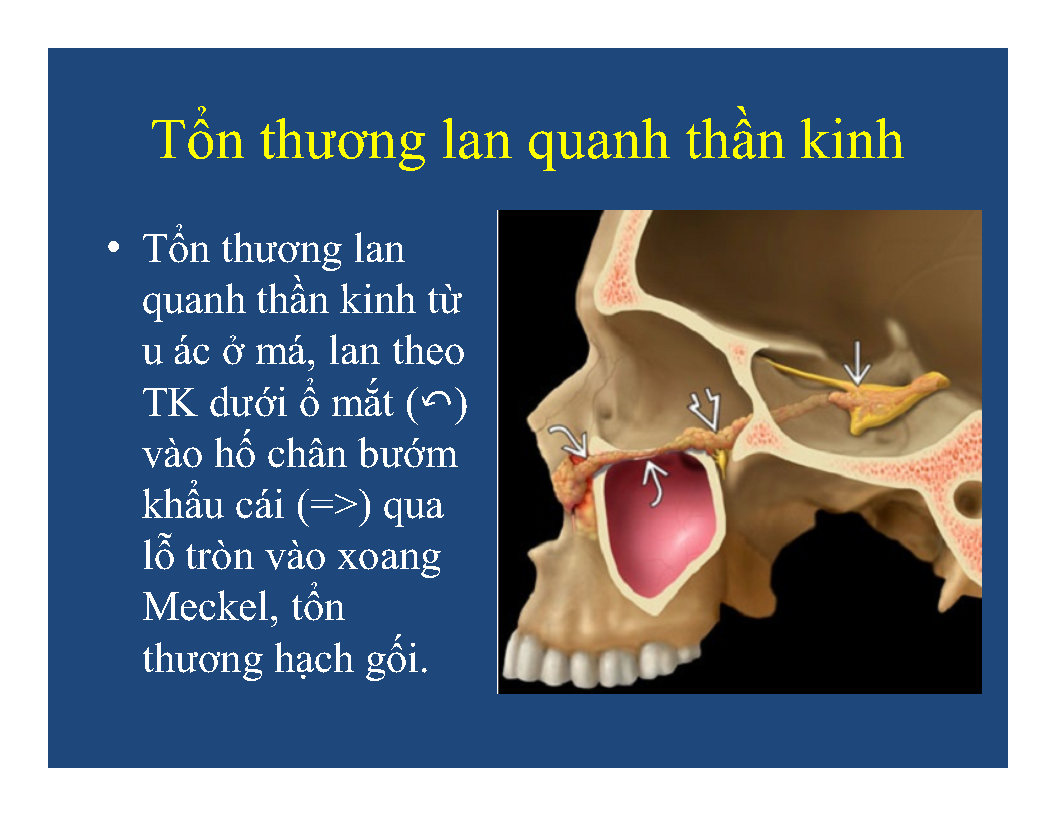 Tổn thương lan quanh thần kinh
• Tổn thương lan
quanh thần kinh từ
u ác ở má, lan theo
TK dưới ổ mắt (⤺)
vào hố chân bướm
khẩu cái (=>) qua
lỗ tròn vào xoang
Meckel, tổn
thương hạch gối.